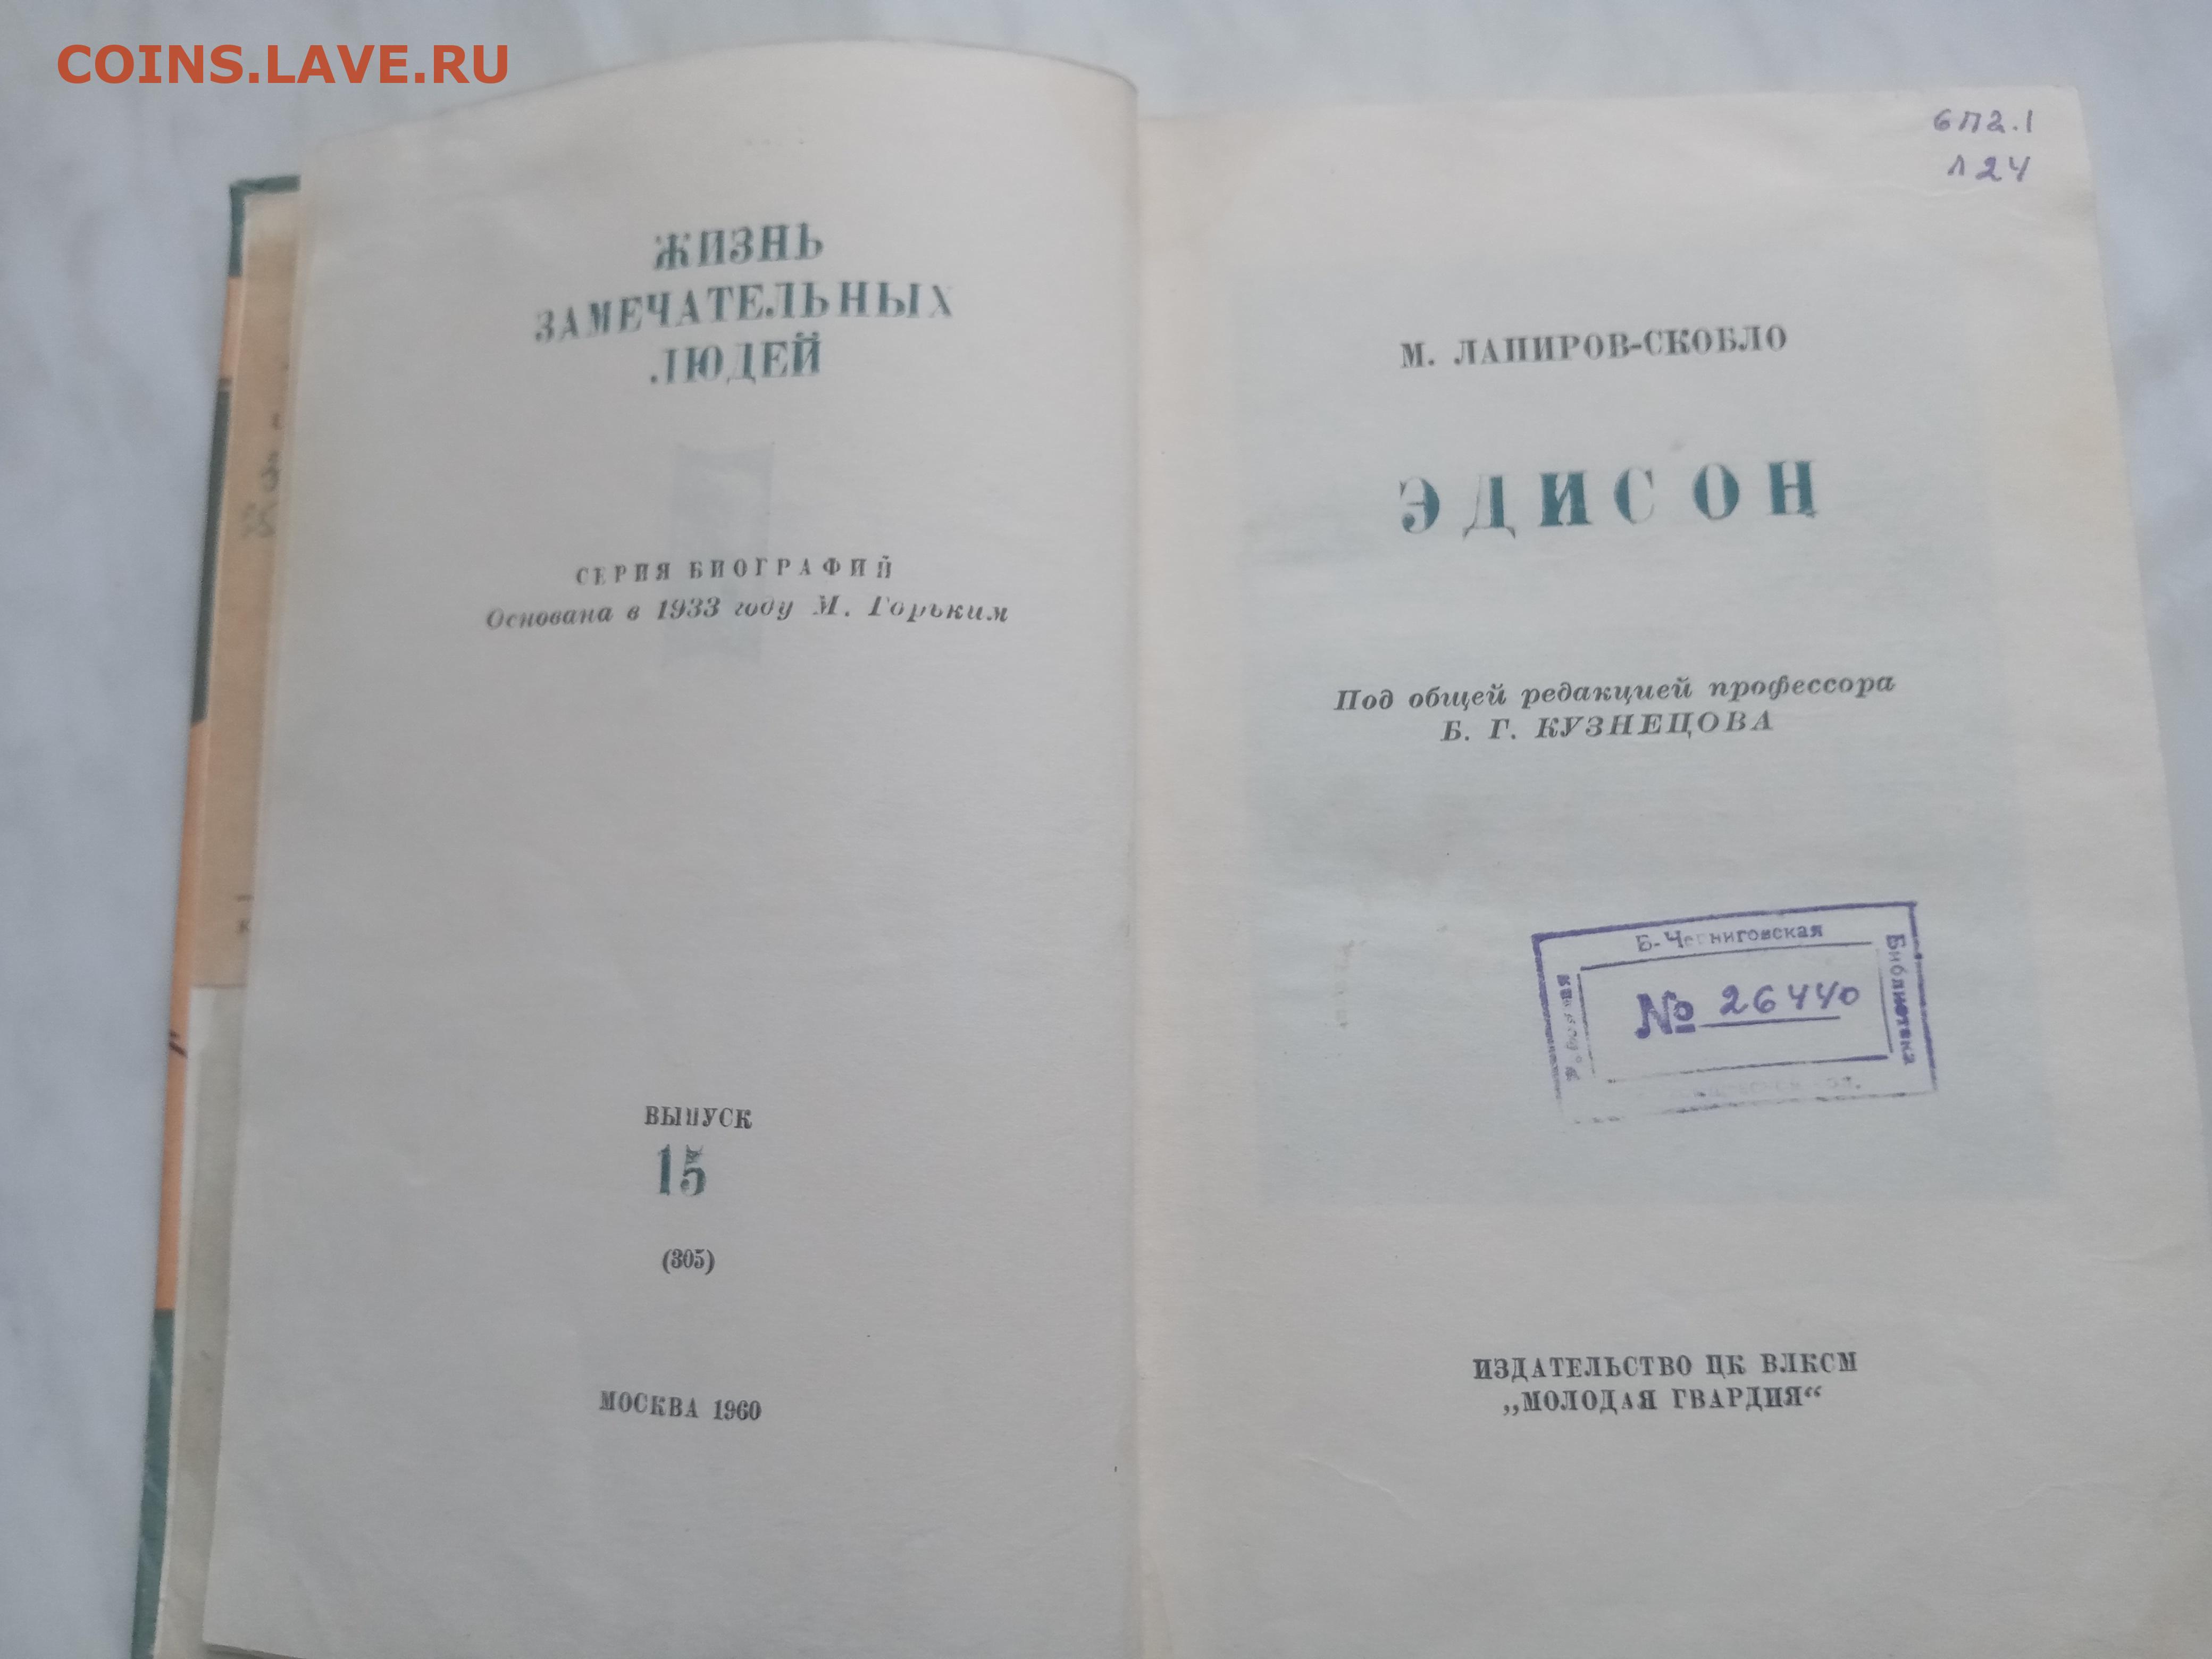 COINS.LAVE.RU
ЖИЗНЬ
ЗАМЕЧАТЕЛЬНЫХ
ЛЮДЕЙ
СЕРИЯ БИОГРАФИЙ
Основана в 1933 году М. Горьким
ВЫПУСК
15
(305)
МОСКВА 1960
6П2.1
Л24
М. ЛАПИРОВ-СКОБЛО
ЭДИСОН
Под общей редакцией профессора
Б. Г. КУЗНЕЦОВА
Б-Черниговская
Библиотека
№ 26440
ИЗДАТЕЛЬСТВО ЦК ВЛКСМ
„МОЛОДАЯ ГВАРДИЯ“